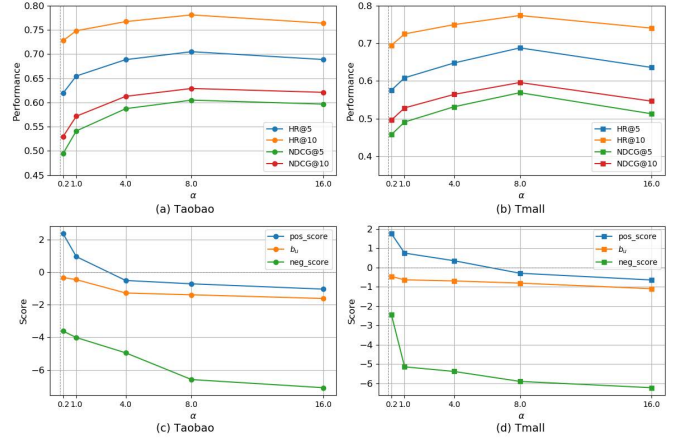 0.80
0.75
0.70
0.65
0.60
0.55
0.50
0.45
Performance
HR@5
HR@10
NDCG@5
NDCG@10
0.2 1.0 4.0 8.0 16.0
α
(a) Taobao
0.8
0.7
0.6
0.5
0.4
Performance
HR@5
HR@10
NDCG@5
NDCG@10
0.2 1.0 4.0 8.0 16.0
α
(b) Tmall
2
0
−2
−4
−6
Score
pos_score
b_u
neg_score
0.2 1.0 4.0 8.0 16.0
α
(c) Taobao
2
1
0
−1
−2
−3
−4
−5
−6
Score
pos_score
b_u
neg_score
0.2 1.0 4.0 8.0 16.0
α
(d) Tmall